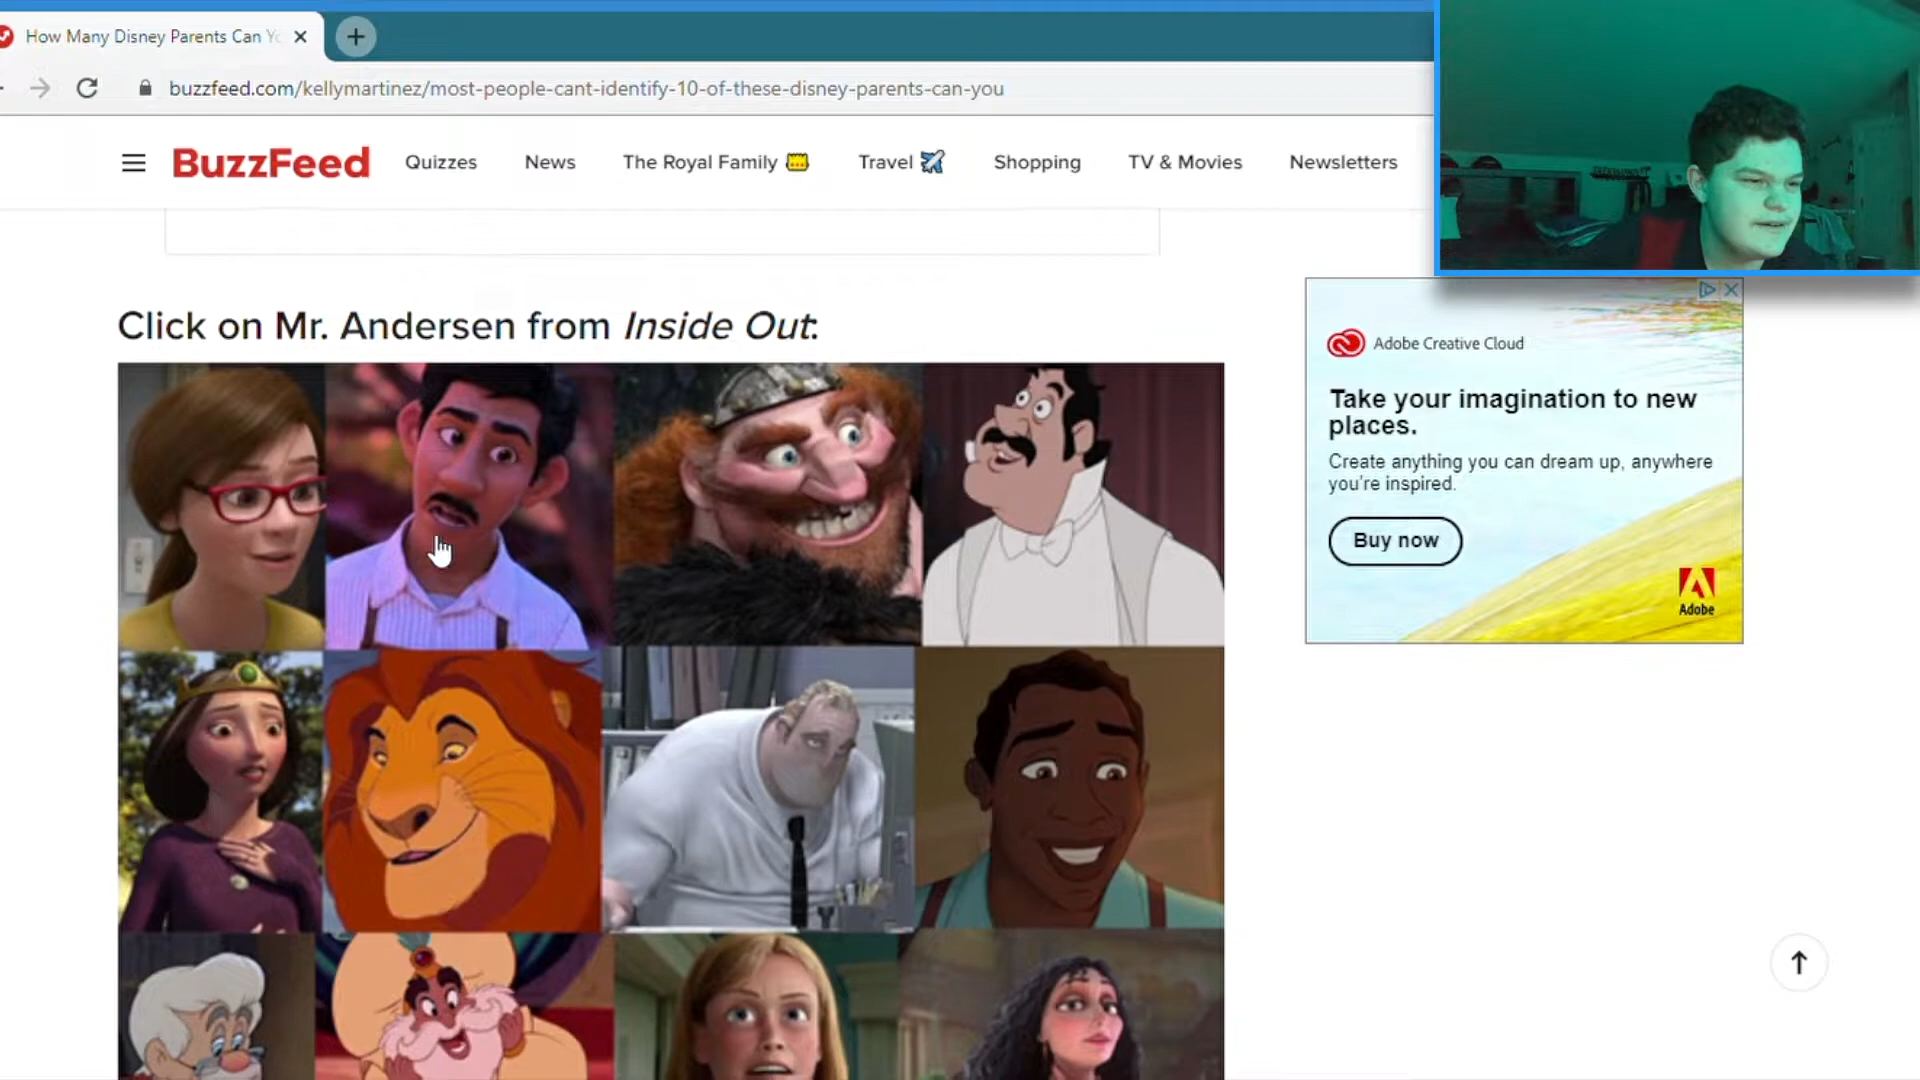 How Many Disney Parents Can Yo
buzzfeed.com/kellymartinez/most-people-cant-identify-10-of-these-disney-parents-can-you
BuzzFeed Quizzes News The Royal Family Travel Shopping TV & Movies Newsletters
Click on Mr. Andersen from Inside Out:
Adobe Creative Cloud
Take your imagination to new
places.
Create anything you can dream up, anywhere
you're inspired.
Buy now
Adobe